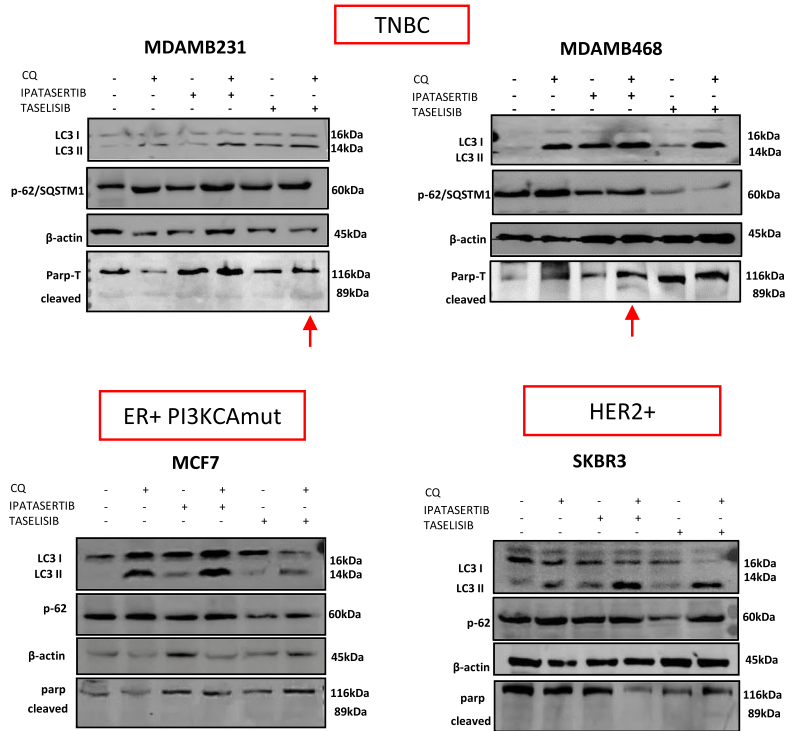 TNBC
MDAMB231
CQ - + - + - +
IPATASERTIB - - + + - -
TASELISIB - - - - + +
LC3 I 16kDa
LC3 II 14kDa
p-62/SQSTM1 60kDa
β-actin 45kDa
Parp-T 116kDa
cleaved 89kDa
MDAMB468
CQ - + - + - +
IPATASERTIB - - + + - -
TASELISIB - - - - + +
LC3 I 16kDa
LC3 II 14kDa
p-62/SQSTM1 60kDa
β-actin 45kDa
Parp-T 116kDa
cleaved 89kDa
ER+ PI3KCAmut
MCF7
CQ - + - + - +
IPATASERTIB - - + + - -
TASELISIB - - - - + +
LC3 I 16kDa
LC3 II 14kDa
p-62 60kDa
β-actin 45kDa
parp 116kDa
cleaved 89kDa
HER2+
SKBR3
CQ - + - + - +
IPATASERTIB - - + + - -
TASELISIB - - - - + +
LC3 I 16kDa
LC3 II 14kDa
p-62 60kDa
β-actin 45kDa
parp 116kDa
cleaved 89kDa